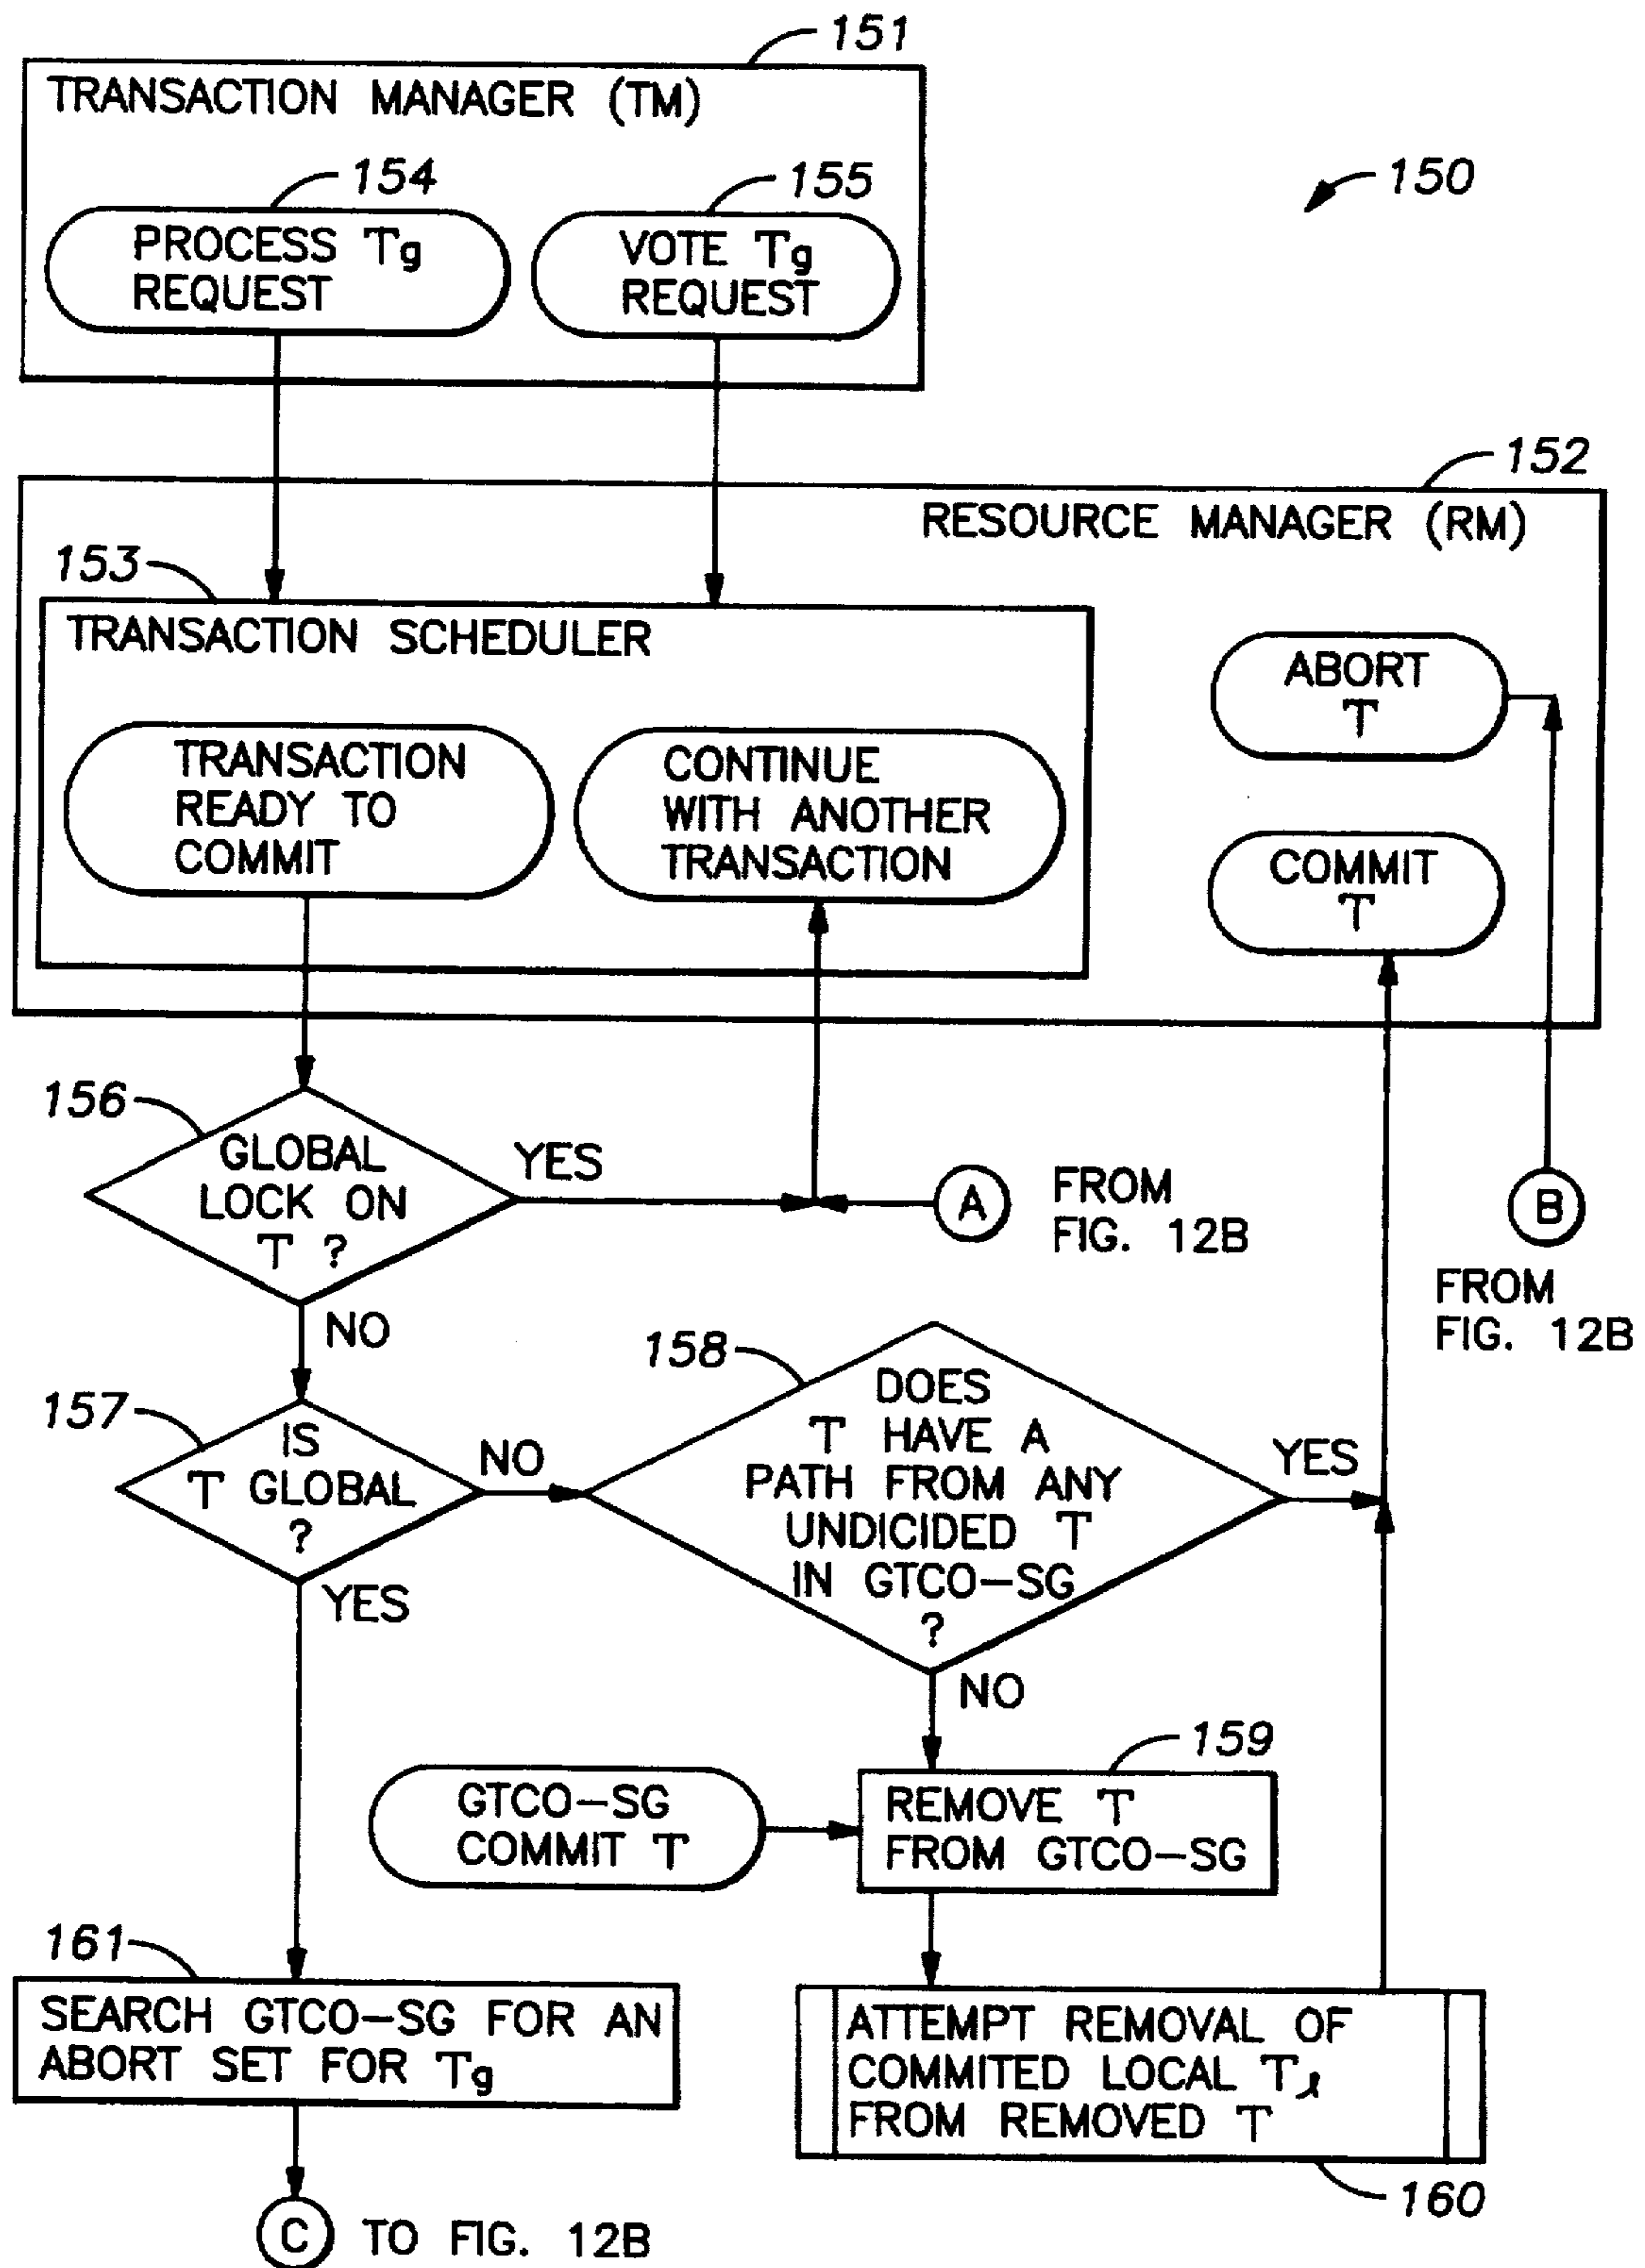 151
TRANSACTION MANAGER (TM)
154
155
150
PROCESS Tg
REQUEST
VOTE Tg
REQUEST
152
RESOURCE MANAGER (RM)
153
TRANSACTION SCHEDULER
ABORT
T
TRANSACTION
READY TO
COMMIT
CONTINUE
WITH ANOTHER
TRANSACTION
COMMIT
T
156
GLOBAL
LOCK ON
T ?
YES
A
FROM
FIG. 12B
B
FROM
FIG. 12B
NO
157
IS
T GLOBAL
?
NO
158
DOES
T HAVE A
PATH FROM ANY
UNDICIDED T
IN GTCO-SG
?
YES
YES
NO
159
GTCO-SG
COMMIT T
REMOVE T
FROM GTCO-SG
161
SEARCH GTCO-SG FOR AN
ABORT SET FOR Tg
ATTEMPT REMOVAL OF
COMMITED LOCAL Tℓ
FROM REMOVED T
160
C
TO FIG. 12B